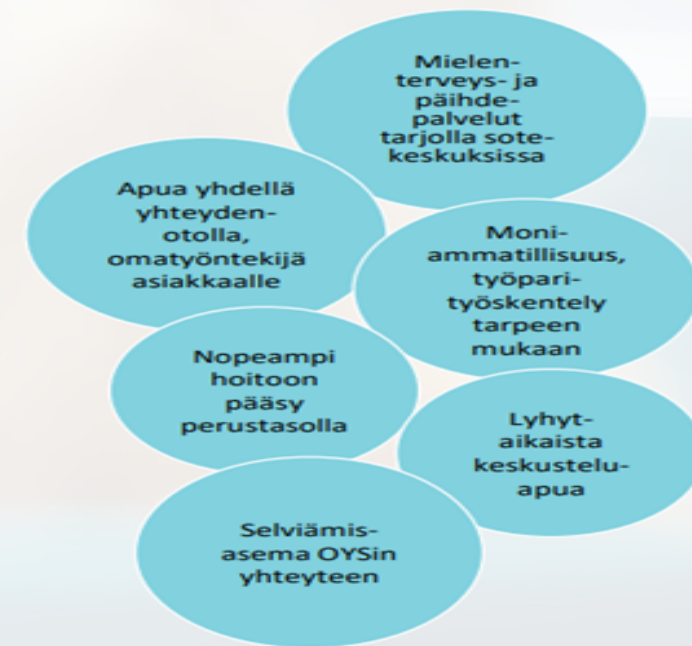 Mielen-
terveys- ja
päihde-
palvelut
tarjolla sote-
keskuksissa
Apua yhdellä
yhteyden-
otolla,
omatyöntekijä
asiakkaalle
Moni-
ammatillisuus,
työpari-
työskentely
tarpeen
mukaan
Nopeampi
hoitoon
pääsy
perustasolla
Lyhyt-
aikaista
keskustelu-
apua
Selviämis-
asema OYSin
yhteyteen